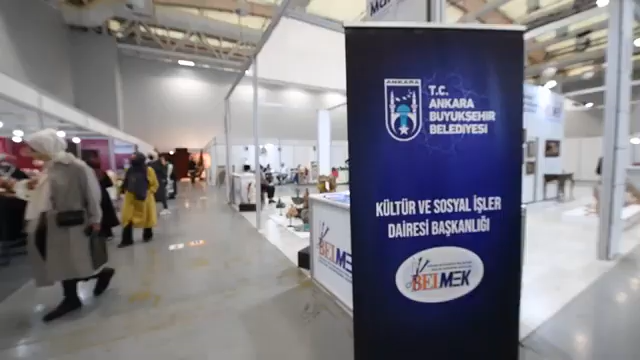 ANKARA
T.C.
ANKARA
BÜYÜKŞEHİR
BELEDİYESİ
KÜLTÜR VE SOSYAL İŞLER
DAİRESİ BAŞKANLIĞI
BELMEK
BELMEK